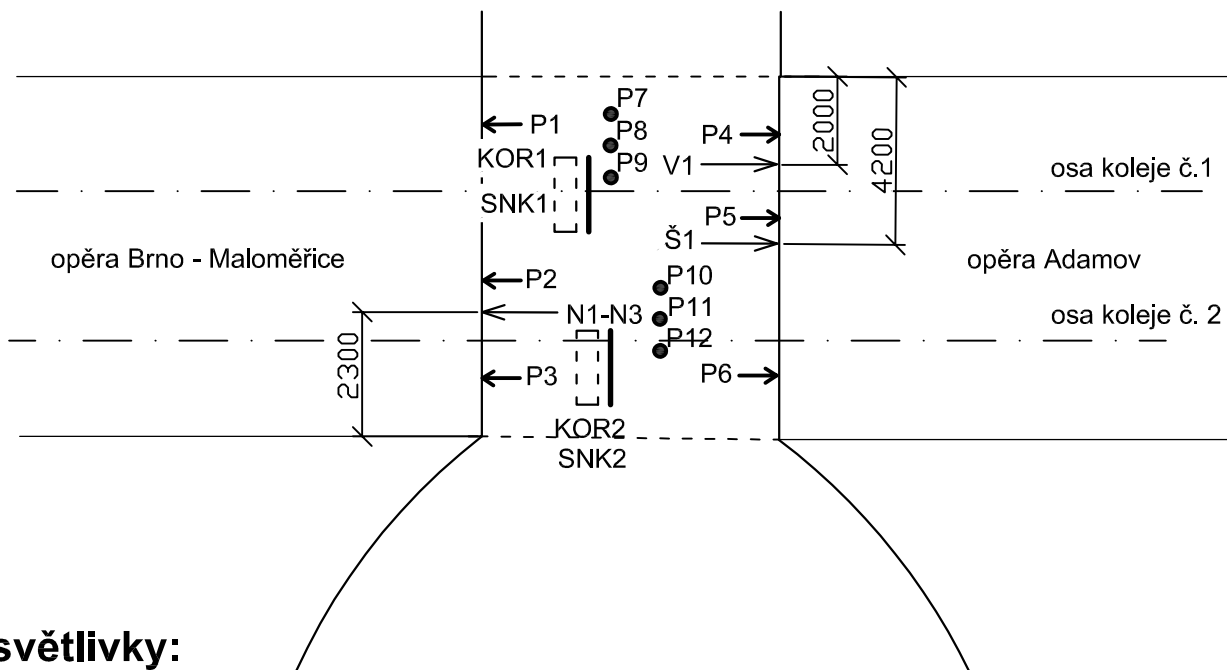 P7
P1
P8
P4
2000
KOR1
P9
V1
4200
osa koleje č.1
SNK1
P5
Š1
opěra Brno - Maloměřice
opěra Adamov
P2
P10
N1-N3
P11
osa koleje č. 2
P12
2300
P3
P6
KOR2
SNK2
světlivky: